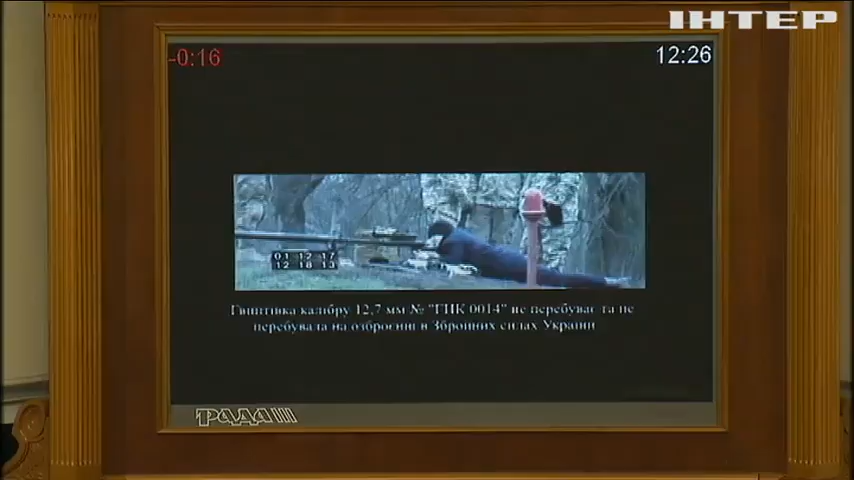 ІНТЕР
-0:16
12:26
01 12 17
12 18 13
Гвинтівка калібру 12,7 мм № "ГИК 0014" не перебуває та не
перебувала на озброєнні в Збройних силах України
РАДА